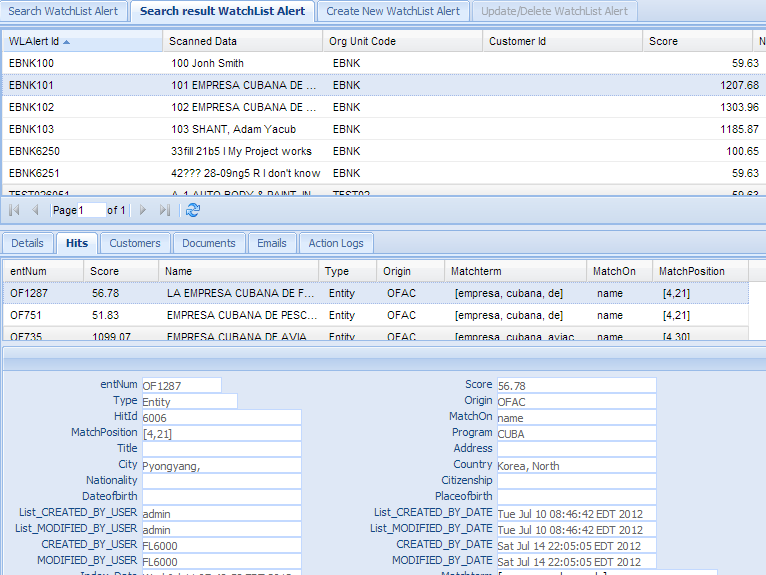 Search WatchList Alert Search result WatchList Alert Create New WatchList Alert Update/Delete WatchList Alert
WLAlert Id Scanned Data Org Unit Code Customer Id Score N
EBNK100 100 Jonh Smith EBNK 59.63
EBNK101 101 EMPRESA CUBANA DE ... EBNK 1207.68
EBNK102 102 EMPRESA CUBANA DE ... EBNK 1303.96
EBNK103 103 SHANT, Adam Yacub EBNK 1185.87
EBNK6250 33fill 21b5 l My Project works EBNK 100.65
EBNK6251 42??? 28-09ng5 R I don't know EBNK 59.63
TEST026051 A-1 AUTO BODY & PAINT, IN TEST02 59.63
Page 1 of 1
Details Hits Customers Documents Emails Action Logs
entNum Score Name Type Origin Matchterm MatchOn MatchPosition
OF1287 56.78 LA EMPRESA CUBANA DE F... Entity OFAC [empresa, cubana, de] name [4,21]
OF751 51.83 EMPRESA CUBANA DE PESC... Entity OFAC [empresa, cubana, de] name [4,21]
OF735 1099.07 EMPRESA CUBANA DE AVIA Entity OFAC [empresa, cubana, aviac name [4,30]
entNum OF1287 Score 56.78
Type Entity Origin OFAC
HitId 6006 MatchOn name
MatchPosition [4,21] Program CUBA
Title Address
City Pyongyang, Country Korea, North
Nationality Citizenship
Dateofbirth Placeofbirth
List_CREATED_BY_USER admin List_CREATED_BY_DATE Tue Jul 10 08:46:42 EDT 2012
List_MODIFIED_BY_USER admin List_MODIFIED_BY_DATE Tue Jul 10 08:46:42 EDT 2012
CREATED_BY_USER FL6000 CREATED_BY_DATE Sat Jul 14 22:05:05 EDT 2012
MODIFIED_BY_USER FL6000 MODIFIED_BY_DATE Sat Jul 14 22:05:05 EDT 2012
Index_Date Matchterm